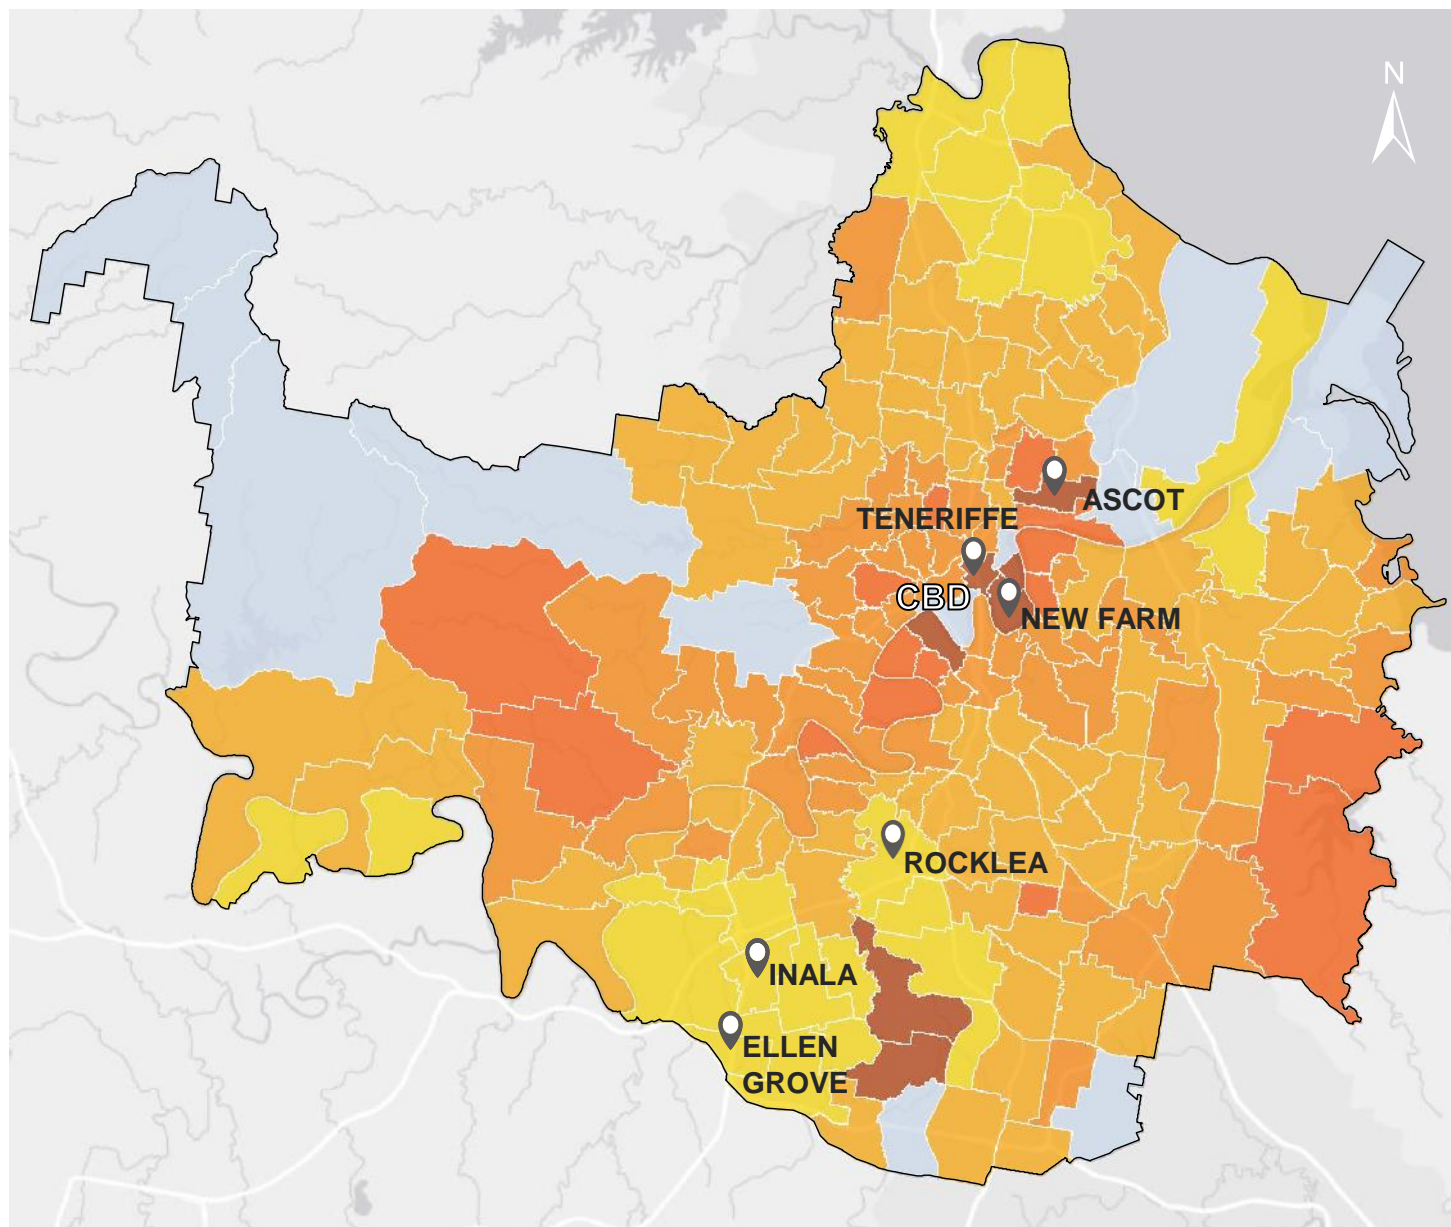 N
ASCOT
TENERIFFE
CBD
NEW FARM
ROCKLEA
INALA
ELLEN
GROVE